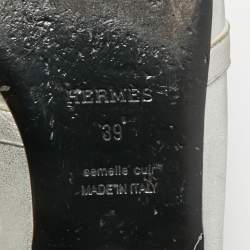 HERMES
39
semelle cuir
MADE IN ITALY